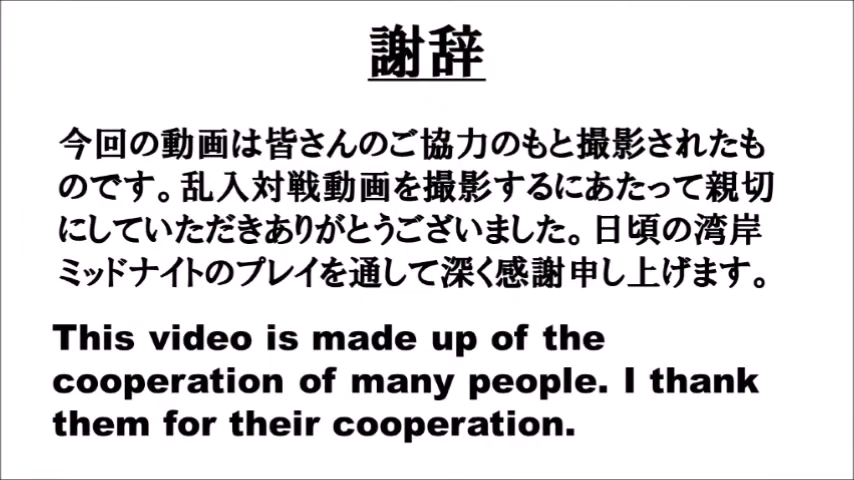 謝辞
今回の動画は皆さんのご協力のもと撮影されたも
のです。乱入対戦動画を撮影するにあたって親切
にしていただきありがとうございました。日頃の湾岸
ミッドナイトのプレイを通して深く感謝申し上げます。
This video is made up of the
cooperation of many people. I thank
them for their cooperation.